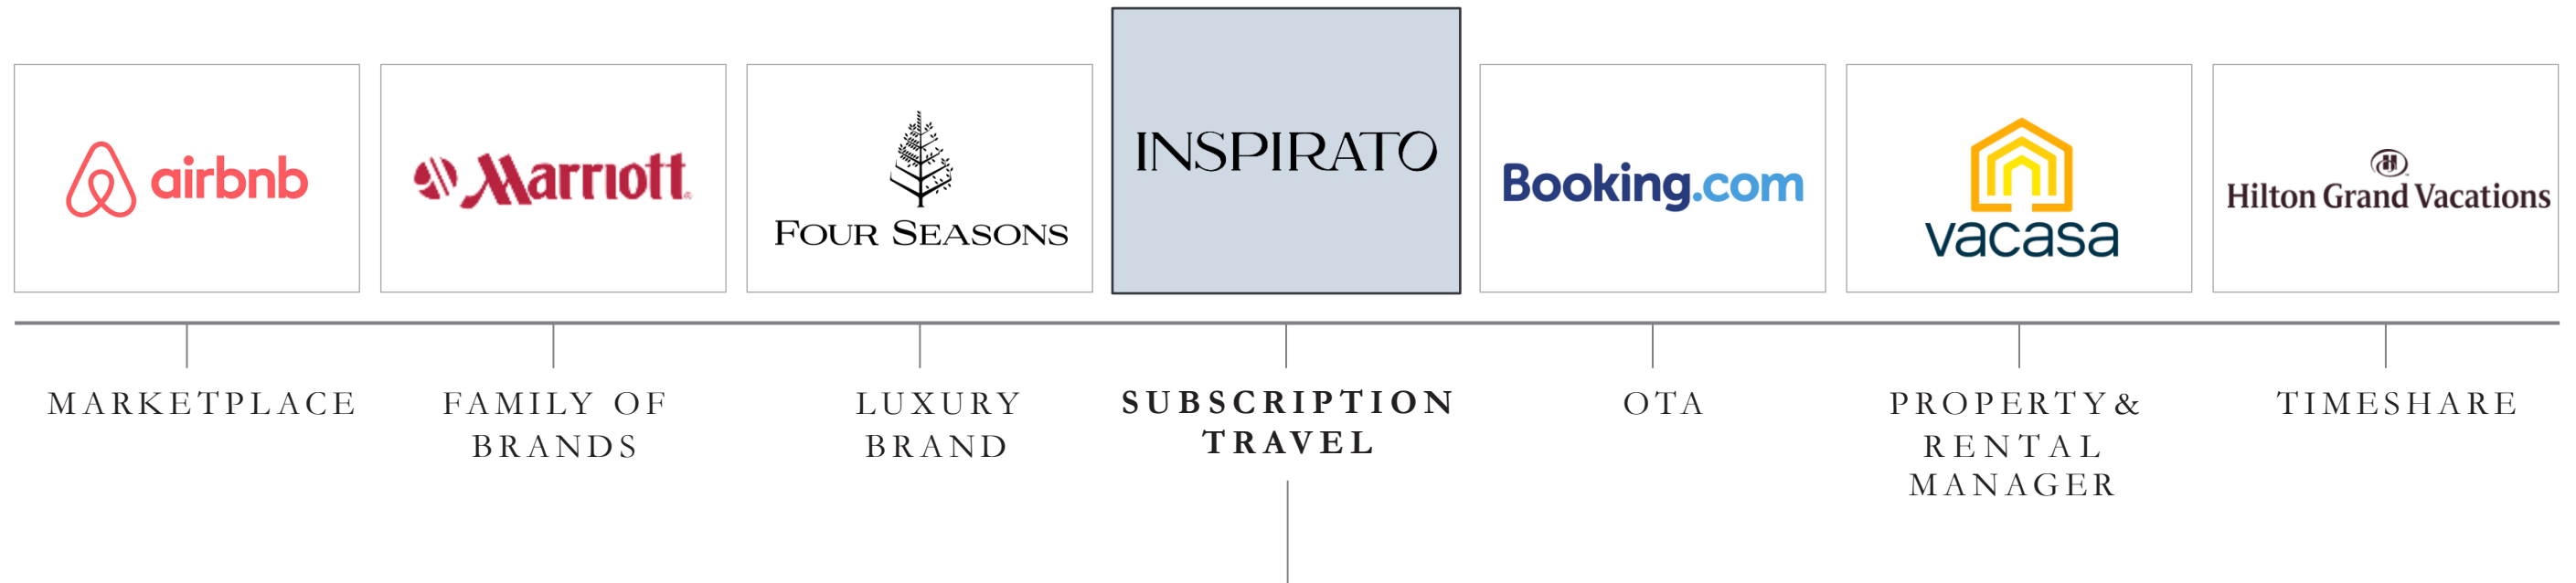 airbnb
Marriott
FOUR SEASONS
INSPIRATO
Booking.com
vacasa
Hilton Grand Vacations
MARKETPLACE
FAMILY OF
BRANDS
LUXURY
BRAND
SUBSCRIPTION
TRAVEL
OTA
PROPERTY &
RENTAL
MANAGER
TIMESHARE